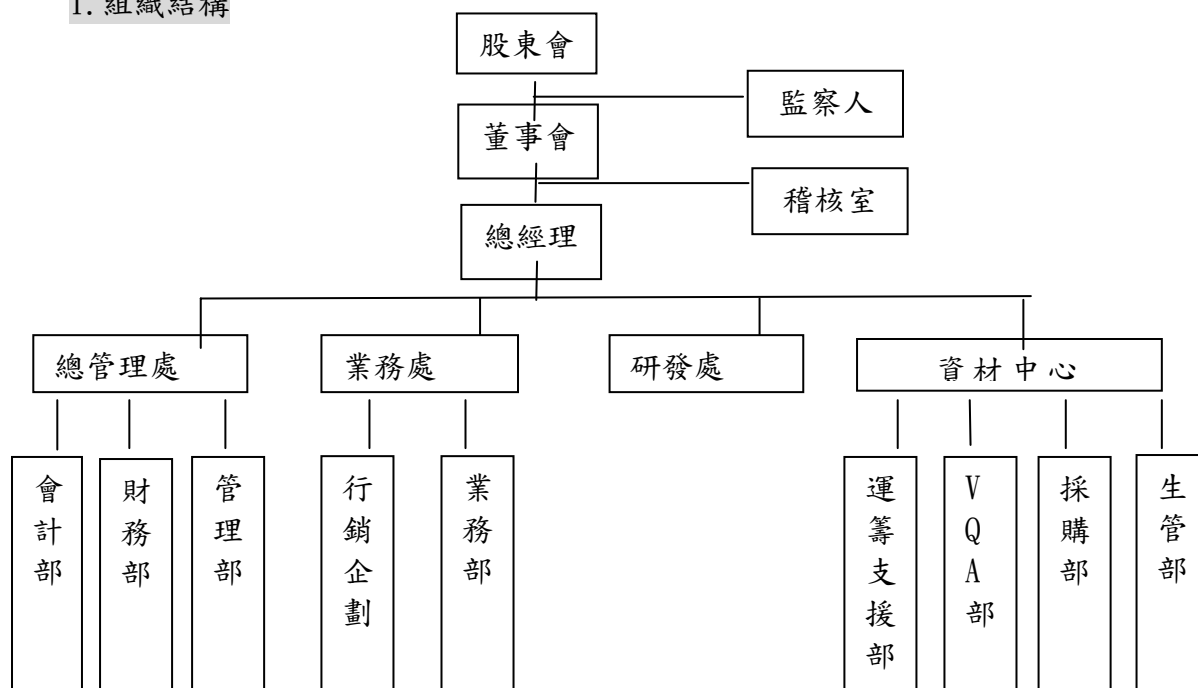 1. 組織結構
股東會
監察人
董事會
稽核室
總經理
總管理處
業務處
研發處
資材中心
會計部
財務部
管理部
行銷企劃
業務部
運籌支援部
VQA部
採購部
生管部